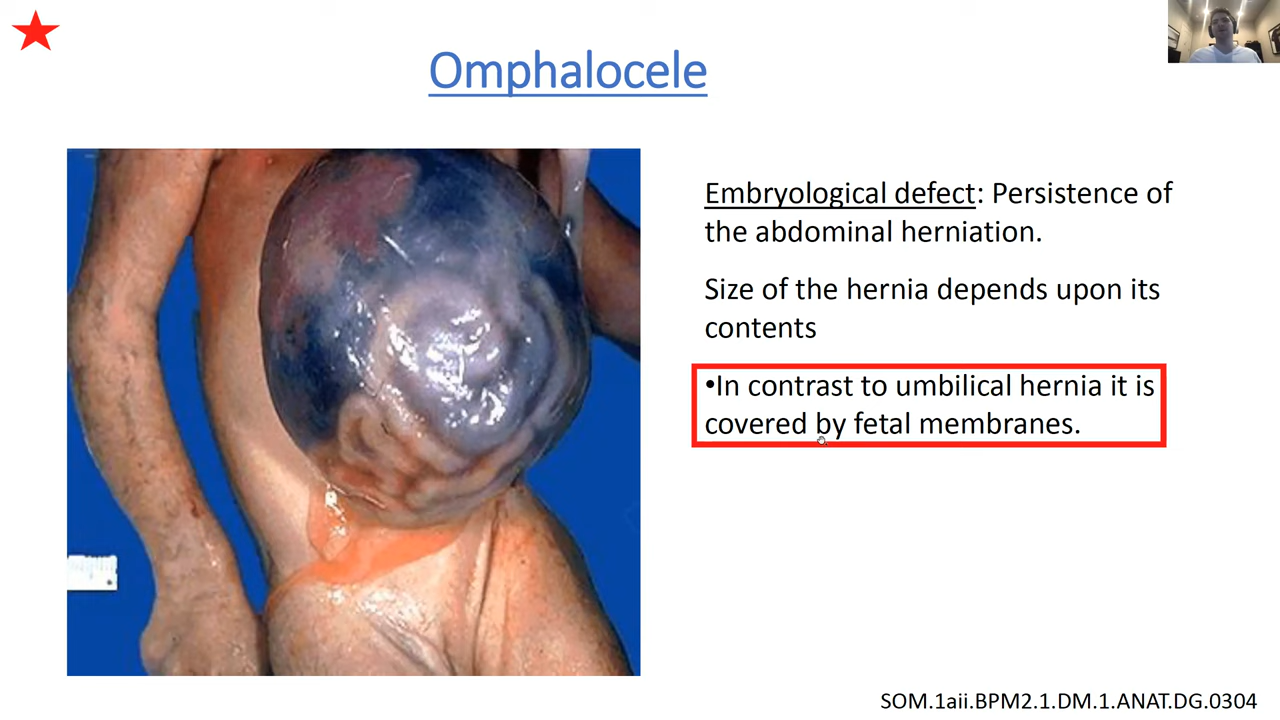 Omphalocele
Embryological defect: Persistence of
the abdominal herniation.
Size of the hernia depends upon its
contents
•In contrast to umbilical hernia it is
covered by fetal membranes.
SOM.1aii.BPM2.1.DM.1.ANAT.DG.0304